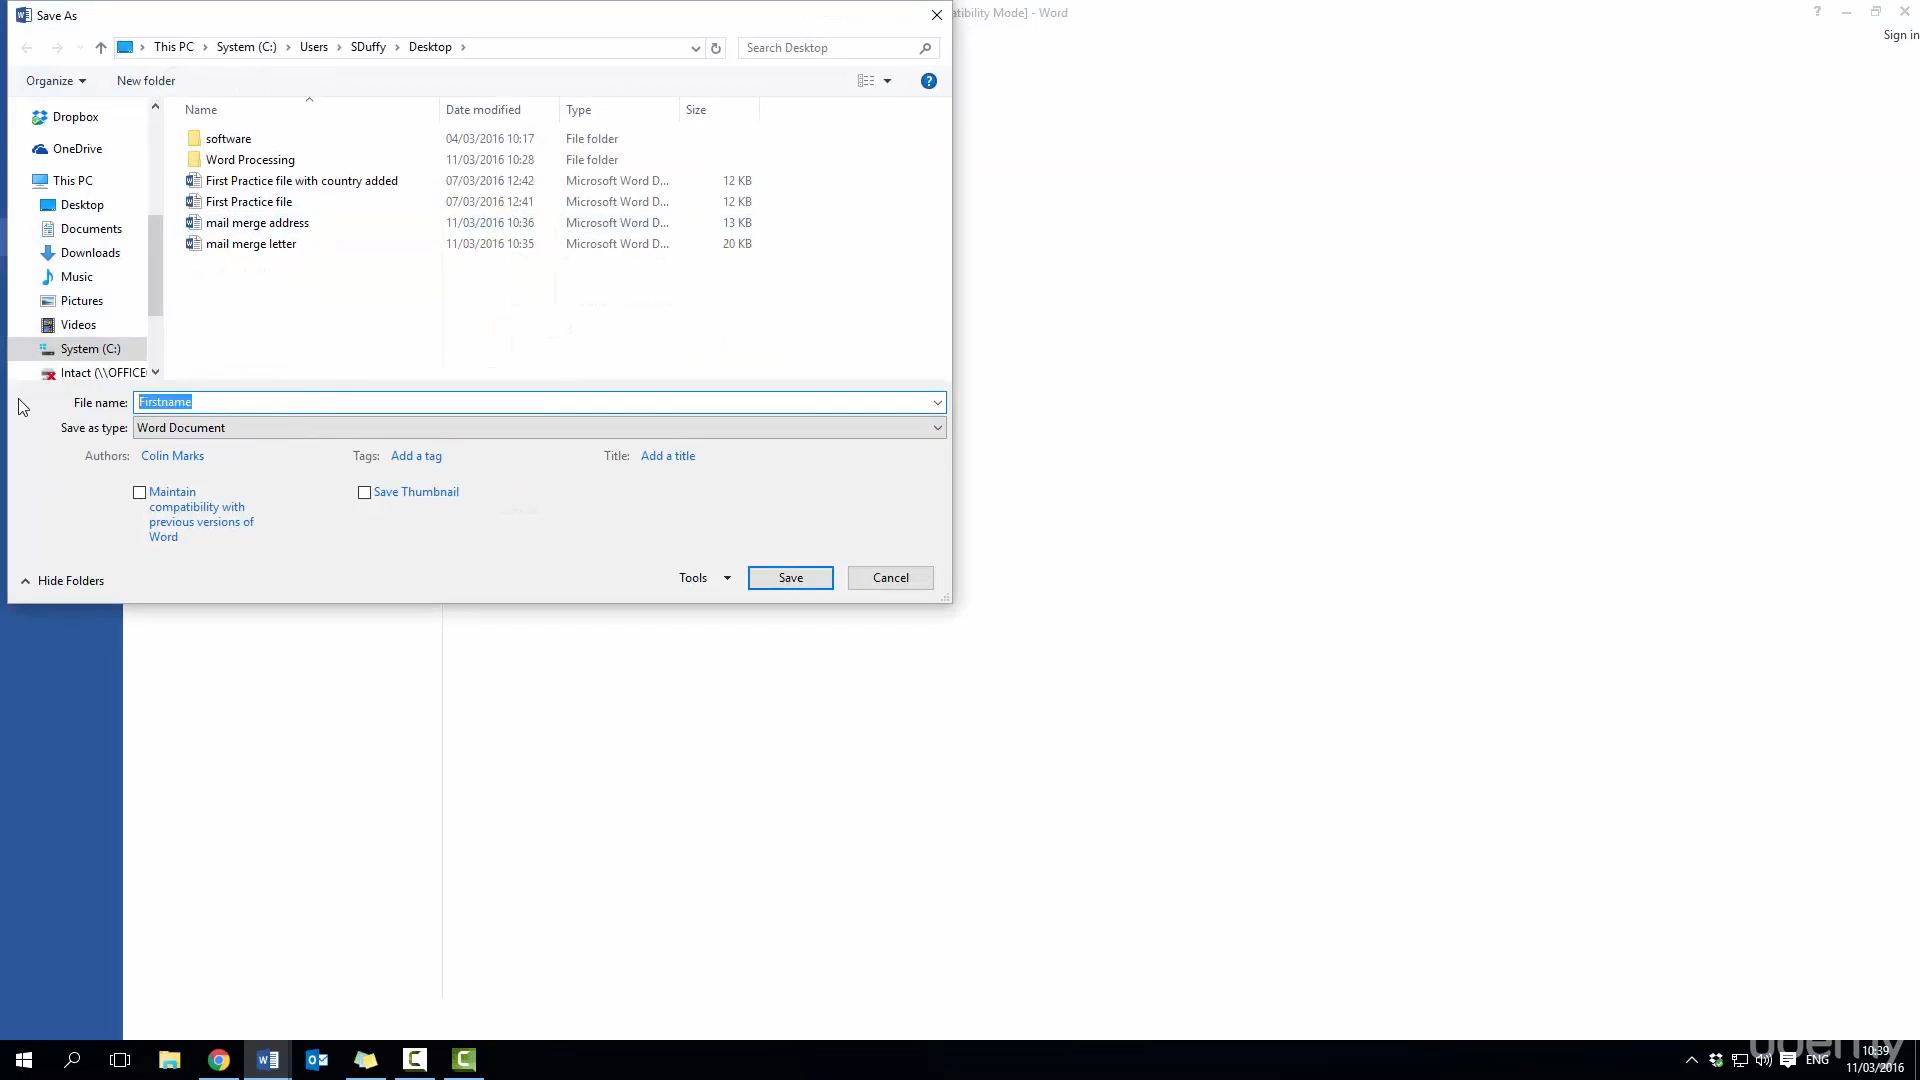 Save As
atibility Mode] - Word
?
Sign in
This PC
System (C:)
Users
SDuffy
Desktop
Search Desktop
Organize
New folder
?
Dropbox
OneDrive
This PC
Desktop
Documents
Downloads
Music
Pictures
Videos
System (C:)
Intact (\\OFFICE
Name Date modified Type Size
software 04/03/2016 10:17 File folder
Word Processing 11/03/2016 10:28 File folder
First Practice file with country added 07/03/2016 12:42 Microsoft Word D... 12 KB
First Practice file 07/03/2016 12:41 Microsoft Word D... 12 KB
mail merge address 11/03/2016 10:36 Microsoft Word D... 13 KB
mail merge letter 11/03/2016 10:35 Microsoft Word D... 20 KB
File name: Firstname
Save as type: Word Document
Authors: Colin Marks Tags: Add a tag Title: Add a title
Maintain
compatibility with
previous versions of
Word
Save Thumbnail
Hide Folders
Tools
Save
Cancel
udemy
ENG
10:39
11/03/2016